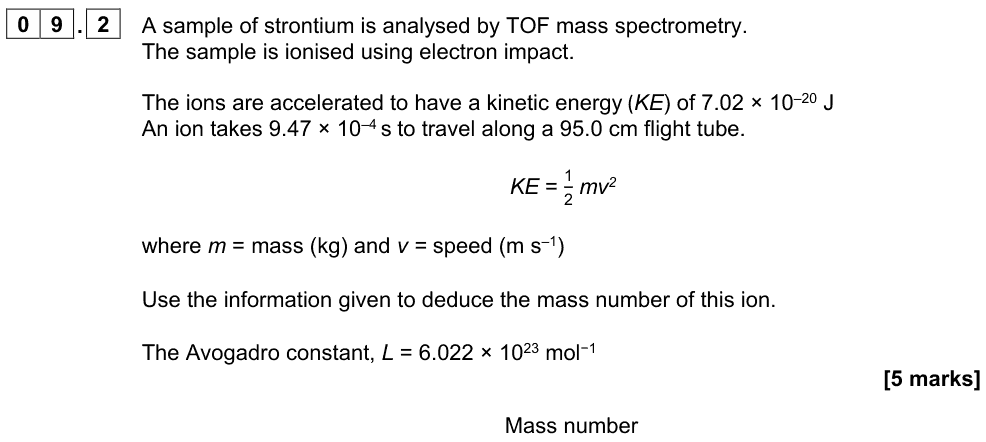 09.2 A sample of strontium is analysed by TOF mass spectrometry.
The sample is ionised using electron impact.
The ions are accelerated to have a kinetic energy (KE) of 7.02 × 10⁻²⁰ J
An ion takes 9.47 × 10⁻⁴ s to travel along a 95.0 cm flight tube.
KE = ½ mv²
where m = mass (kg) and v = speed (m s⁻¹)
Use the information given to deduce the mass number of this ion.
The Avogadro constant, L = 6.022 × 10²³ mol⁻¹
[5 marks]
Mass number